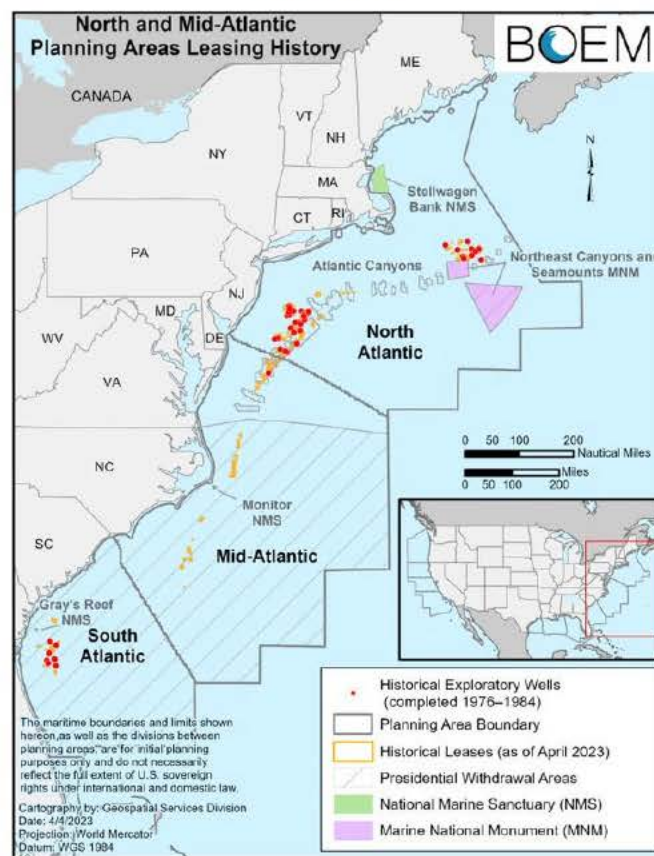 North and Mid-Atlantic
Planning Areas Leasing History
BOEM
CANADA
ME
VT
NH
NY
MA
Stellwagen
Bank NMS
CT
RI
PA
Atlantic Canyons
Northeast Canyons and
Seamounts MNM
NJ
MD
DE
WV
North
Atlantic
VA
N
0 100 200
Nautical Miles
Miles
0 50 100 200
NC
Monitor
NMS
SC
Mid-Atlantic
Gray's Reef
NMS
South
Atlantic
The maritime boundaries and limits shown
hereon, as well as the divisions between
planning areas, are for initial planning
purposes only and do not necessarily
reflect the full extent of U.S. sovereign
rights under international and domestic law.
Cartography by: Geospatial Services Division
Date: 4/4/2023
Projection: World Mercator
Datum: WGS 1984
Historical Exploratory Wells
(completed 1976–1984)
Planning Area Boundary
Historical Leases (as of April 2023)
Presidential Withdrawal Areas
National Marine Sanctuary (NMS)
Marine National Monument (MNM)